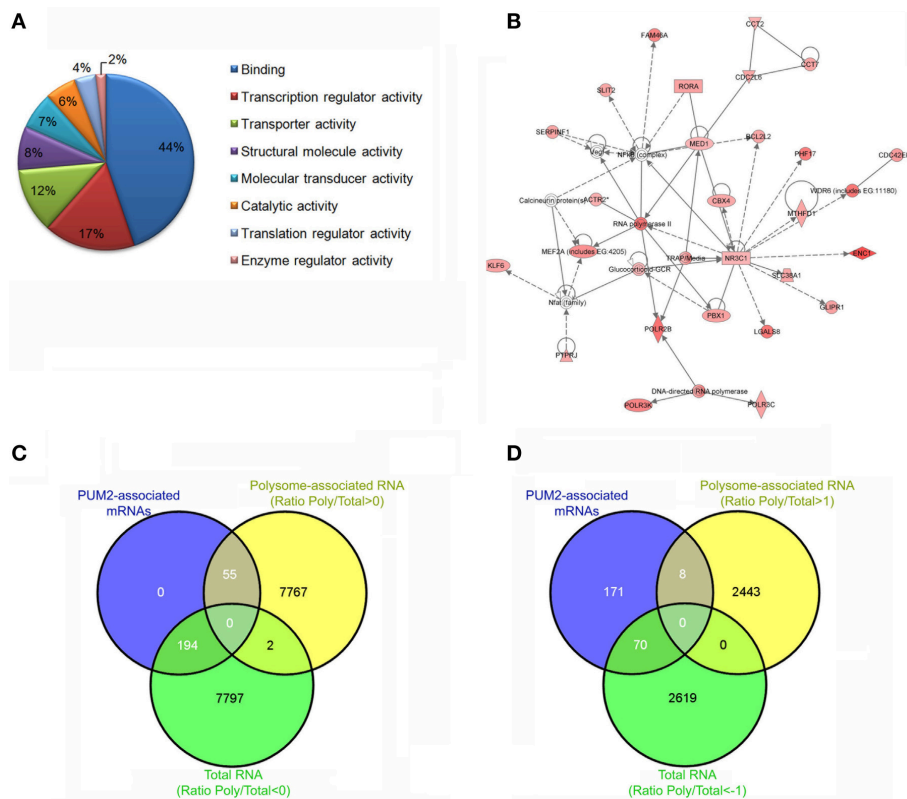 A
44%
17%
12%
8%
7%
6%
4%
2%
Binding
Transcription regulator activity
Transporter activity
Structural molecule activity
Molecular transducer activity
Catalytic activity
Translation regulator activity
Enzyme regulator activity
B
CCT2
FAM46A
CCT7
CDC2L6
SLIT2
RORA
SERPINF1
Vegf
NFkB (complex)
MED1
BCL2L2
PHF17
CDC42E
WDR6 (includes EG:11180)
Calcineurin protein(s)
ACTR2*
CBX4
MTHFD1
RNA polymerase II
MEF2A (includes EG:4205)
TRAP/Media
NR3C1
ENC1
KLF6
Glucocorticoid-GCR
SLC38A1
Nfat (family)
GLIPR1
PBX1
POLR2B
LGALS8
PTPRJ
DNA-directed RNA polymerase
POLR3K
POLR3C
C
PUM2-associated
mRNAs
Polysome-associated RNA
(Ratio Poly/Total>0)
55
0
7767
0
194
2
7797
Total RNA
(Ratio Poly/Total<0)
D
PUM2-associated
mRNAs
Polysome-associated RNA
(Ratio Poly/Total>1)
8
171
2443
0
70
0
2619
Total RNA
(Ratio Poly/Total<-1)